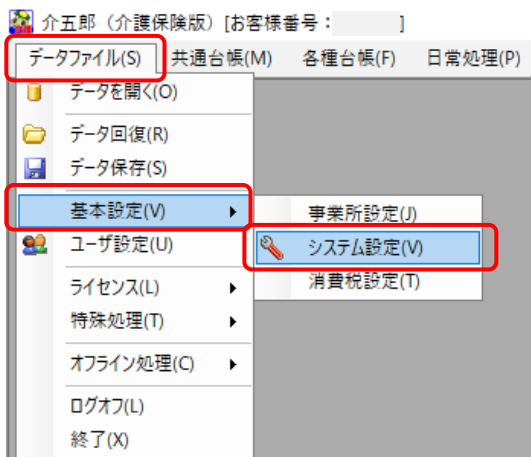 介五郎（介護保険版）[お客様番号： ]
データファイル(S) 共通台帳(M) 各種台帳(F) 日常処理(P)
データを開く(O)
データ回復(R)
データ保存(S)
基本設定(V)
事業所設定(J)
ユーザ設定(U)
システム設定(V)
消費税設定(T)
ライセンス(L)
特殊処理(T)
オフライン処理(C)
ログオフ(L)
終了(X)